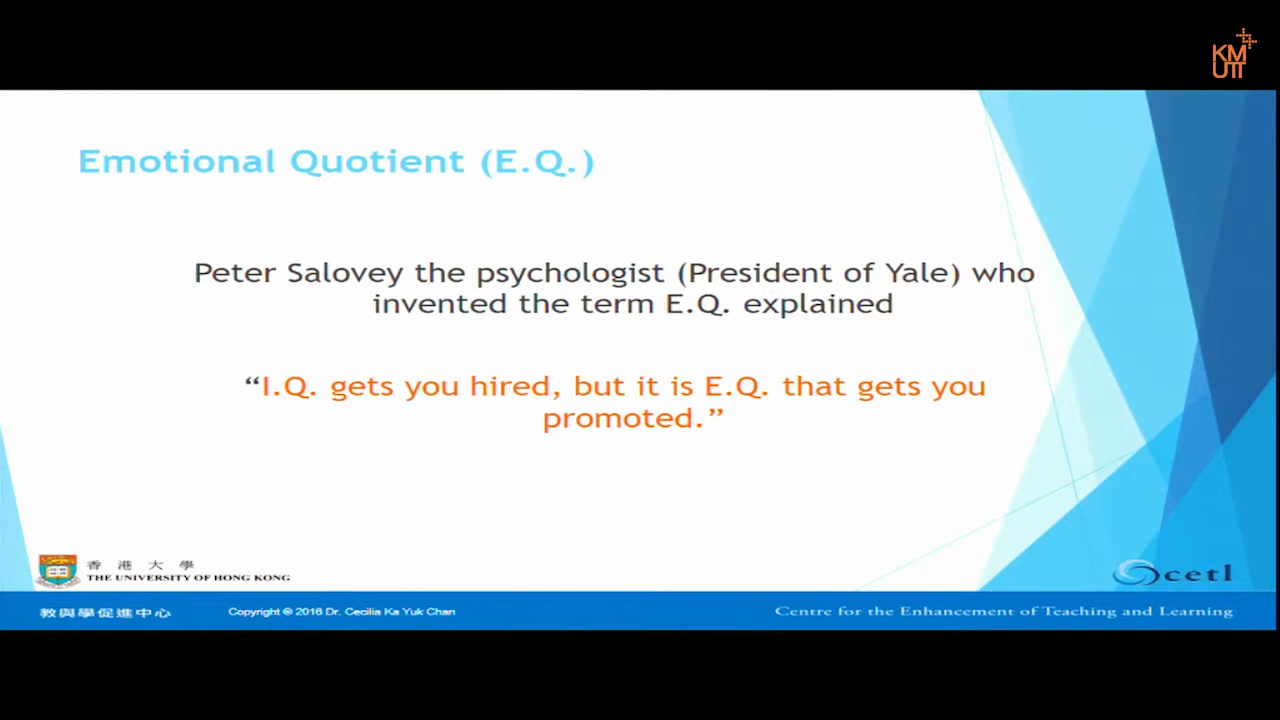 KM
UTT
Emotional Quotient (E.Q.)
Peter Salovey the psychologist (President of Yale) who
invented the term E.Q. explained
“I.Q. gets you hired, but it is E.Q. that gets you
promoted.”
香港大學
THE UNIVERSITY OF HONG KONG
cetl
教與學促進中心
Copyright © 2016 Dr. Cecilia Ka Yuk Chan
Centre for the Enhancement of Teaching and Learning